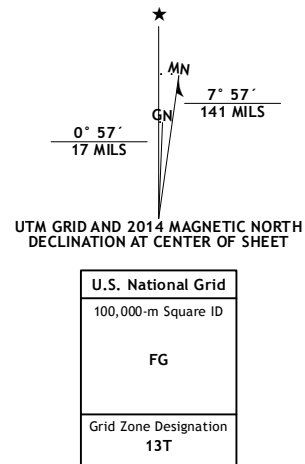 ★
MN
GN
7° 57´
141 MILS
0° 57´
17 MILS
UTM GRID AND 2014 MAGNETIC NORTH
DECLINATION AT CENTER OF SHEET
U.S. National Grid
100,000-m Square ID
FG
Grid Zone Designation
13T